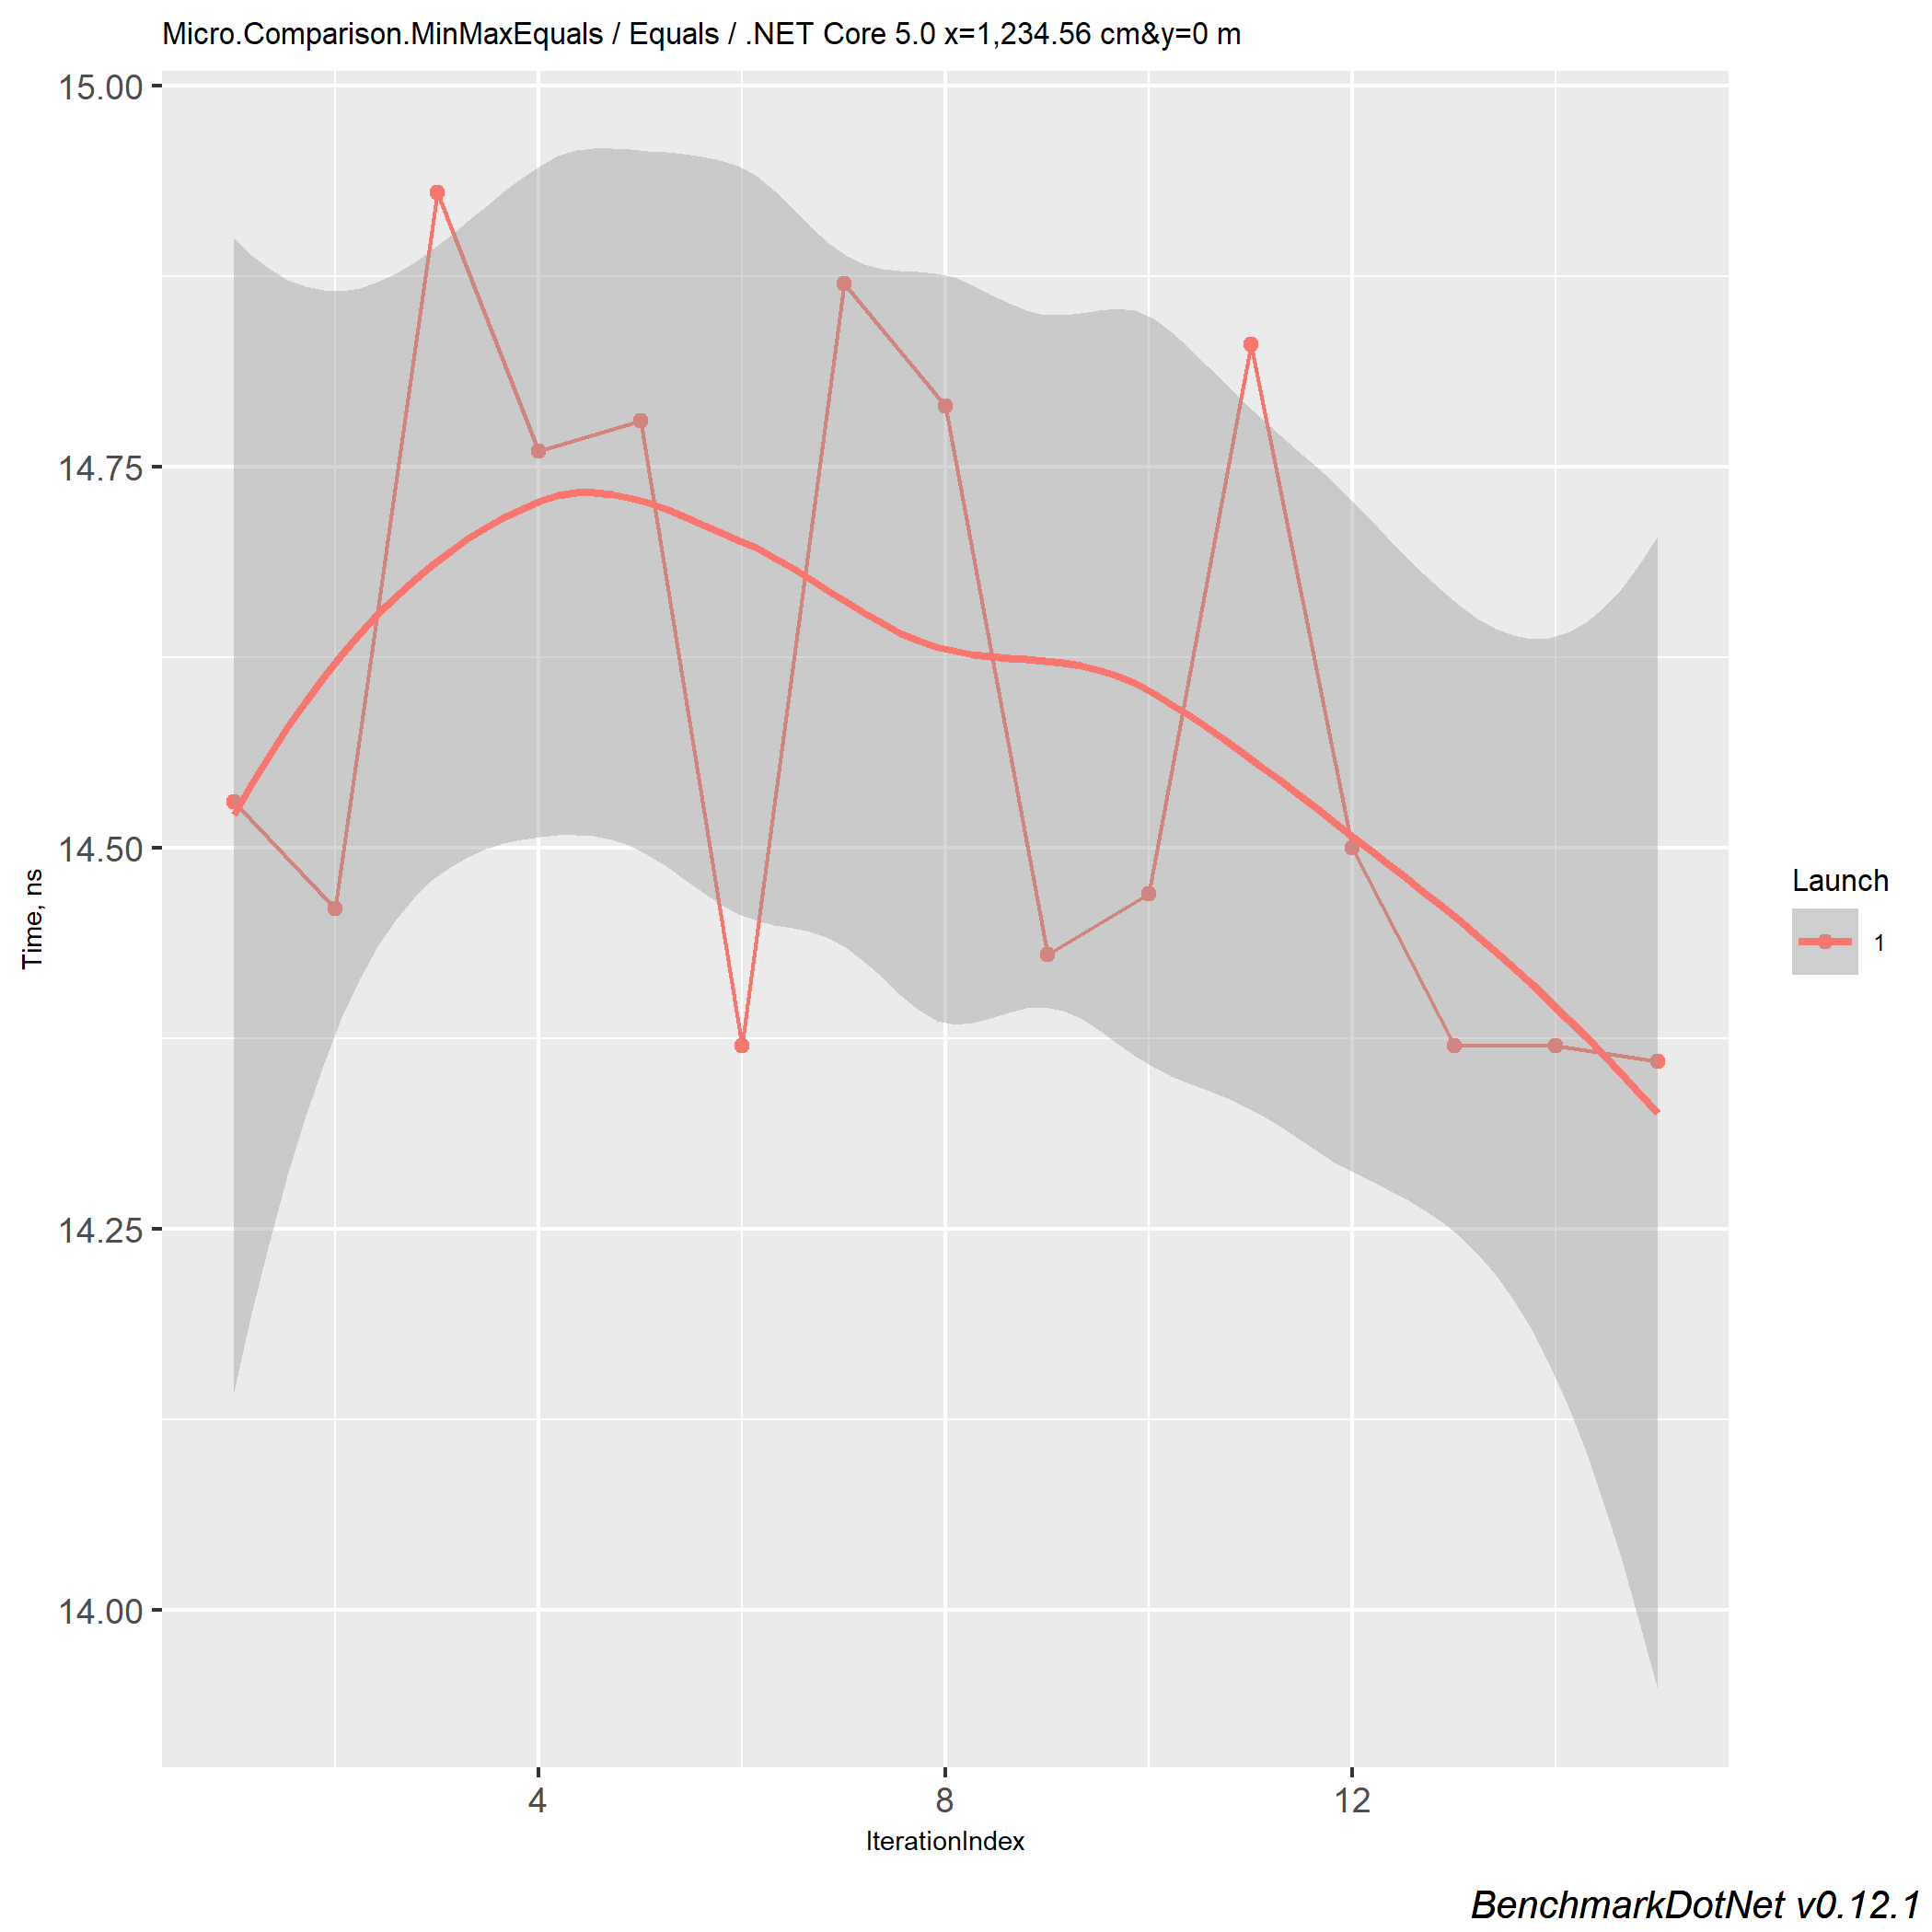 Micro.Comparison.MinMaxEquals / Equals / .NET Core 5.0 x=1,234.56 cm&y=0 m
15.00
14.75
14.50
14.25
14.00
Time, ns
4 8 12
IterationIndex
Launch
1
BenchmarkDotNet v0.12.1